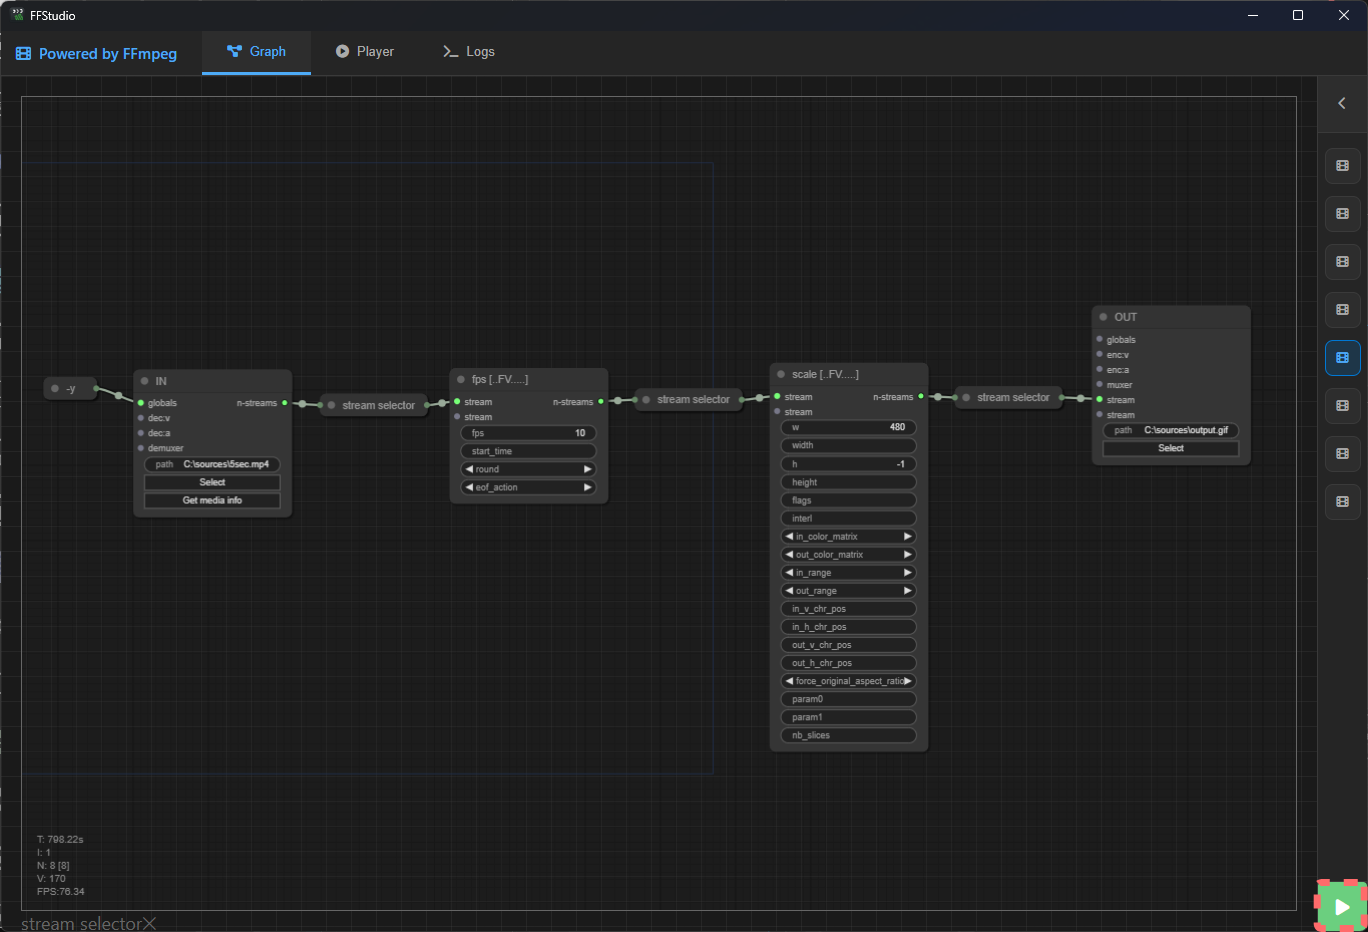 FFStudio
Powered by FFmpeg
Graph
Player
Logs
-y
IN
globals
n-streams
dec:v
dec:a
demuxer
path C:\sources\5sec.mp4
Select
Get media info
stream selector
fps [..FV.....]
stream
n-streams
stream
fps 10
start_time
round
eof_action
stream selector
scale [..FV.....]
stream
n-streams
stream
w 480
width
h -1
height
flags
interl
in_color_matrix
out_color_matrix
in_range
out_range
in_v_chr_pos
in_h_chr_pos
out_v_chr_pos
out_h_chr_pos
force_original_aspect_ratio
param0
param1
nb_slices
stream selector
OUT
globals
enc:v
enc:a
muxer
stream
stream
path C:\sources\output.gif
Select
T: 798.22s
I: 1
N: 8 [8]
V: 170
FPS:76.34
stream selector